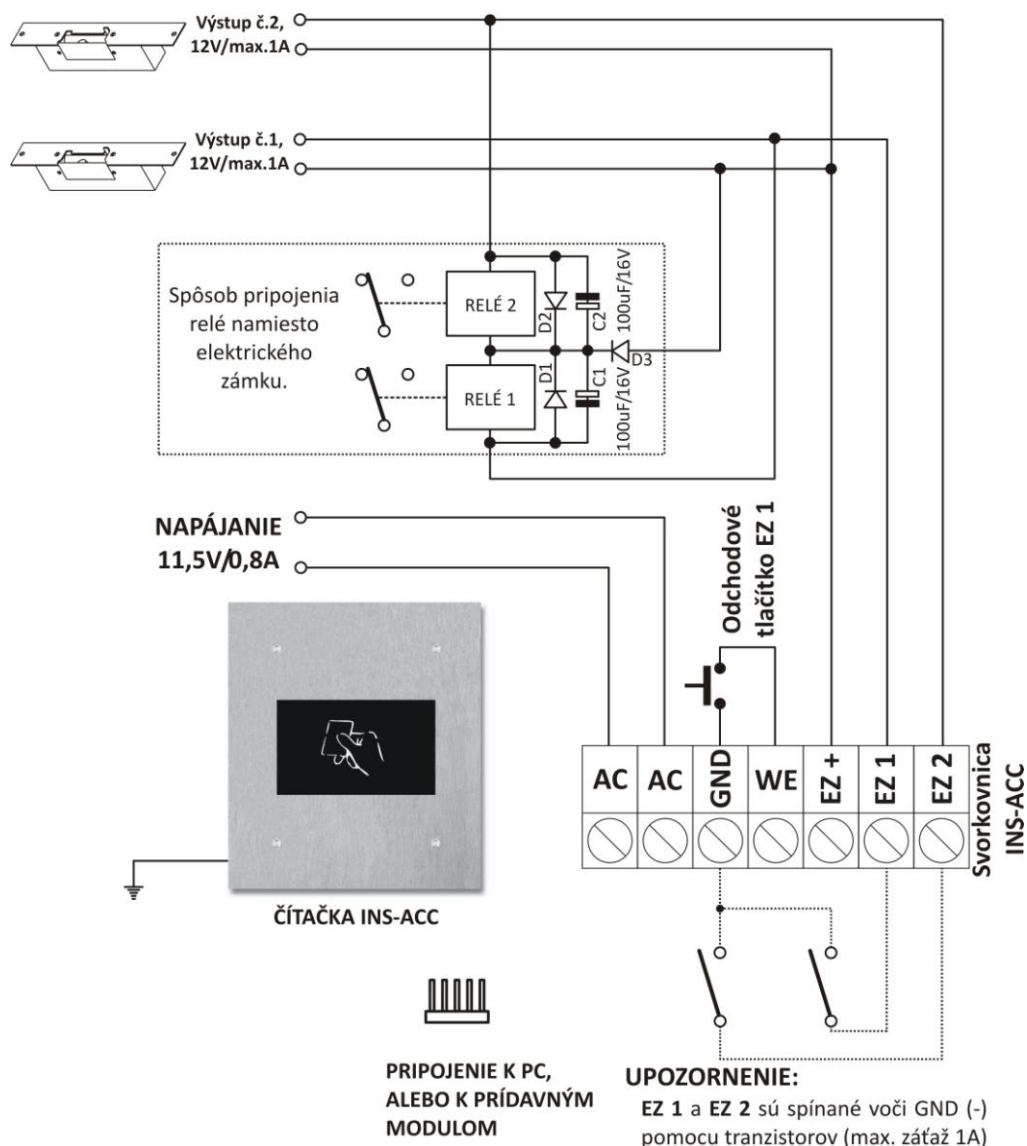 Výstup č.2,
12V/max.1A
Výstup č.1,
12V/max.1A
Spôsob pripojenia
relé namiesto
elektrického
zámku.
RELÉ 2
D2
C2
100uF/16V
D3
RELÉ 1
D1
C1
100uF/16V
NAPÁJANIE
11,5V/0,8A
Odchodové
tlačítko EZ 1
AC
AC
GND
WE
EZ +
EZ 1
EZ 2
Svorkovnica
INS-ACC
ČÍTAČKA INS-ACC
PRIPOJENIE K PC,
ALEBO K PRÍDAVNÝM
MODULOM
UPOZORNENIE:
EZ 1 a EZ 2 sú spínané voči GND (-)
pomocu tranzistorov (max. záťaž 1A)